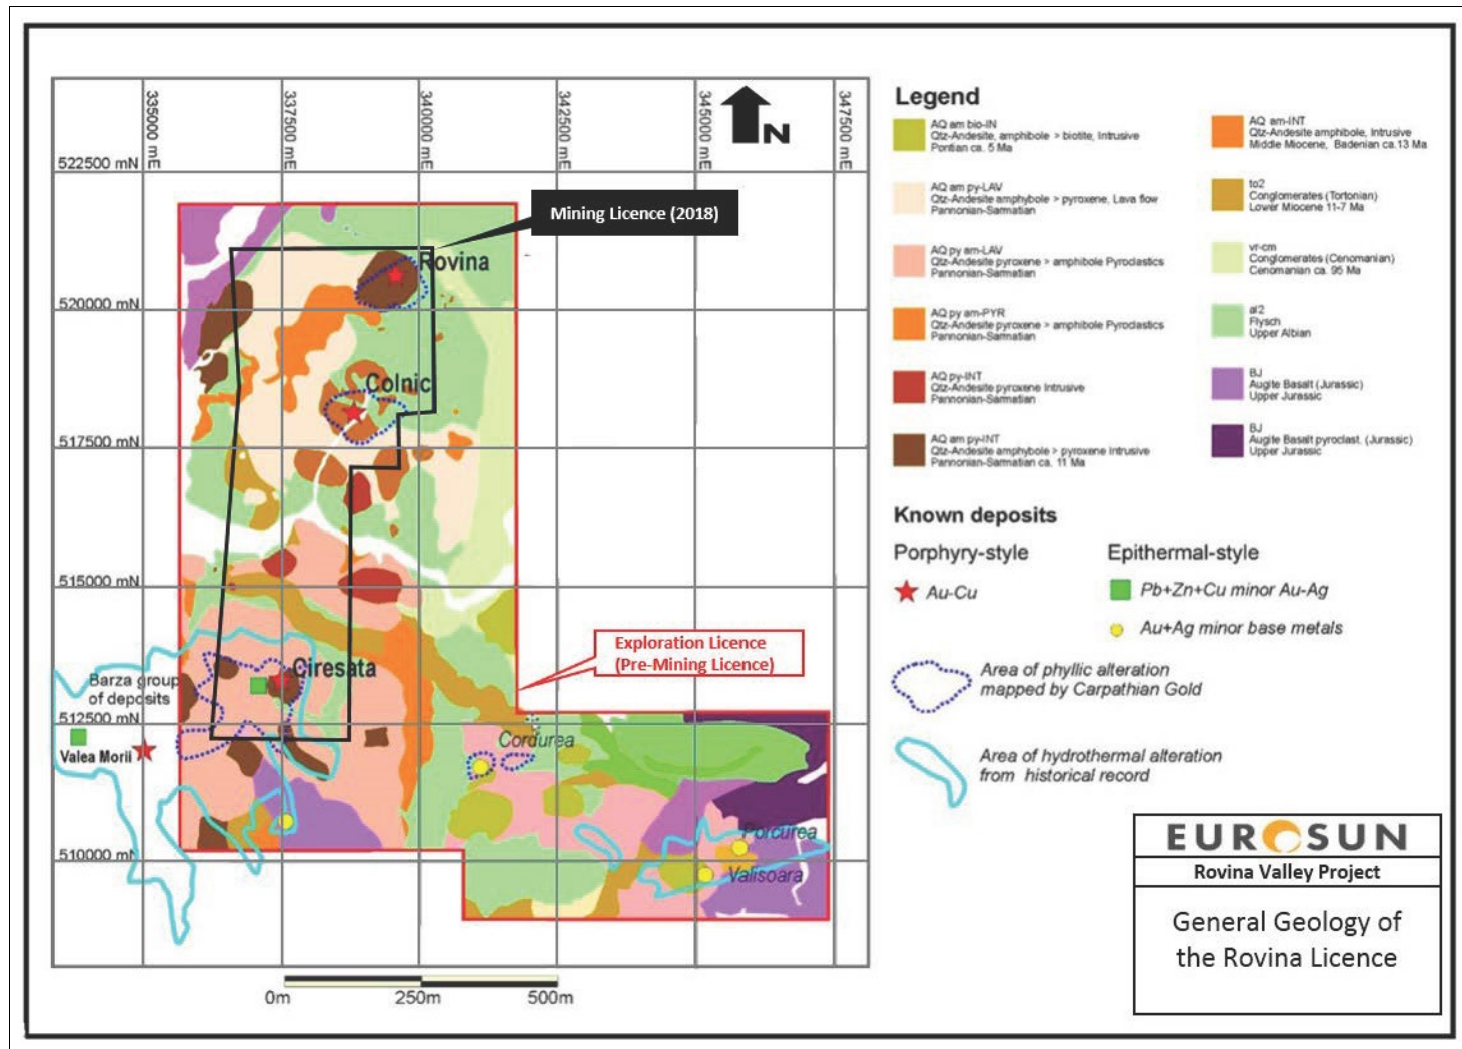 335000 mE
337500 mE
340000 mE
342500 mE
345000 mE
347500 mE
N
522500 mN
520000 mN
517500 mN
515000 mN
512500 mN
510000 mN
Mining Licence (2018)
Rovina
Colnic
Exploration Licence
(Pre-Mining Licence)
Ciresata
Barza group
of deposits
Valea Morii
Cordurea
Porcurea
Valisoara
0m
250m
500m
Legend
AQ am bio-IN
Qtz-Andesite, amphibole > biotite, Intrusive
Pontian ca. 5 Ma
AQ am py-LAV
Qtz-Andesite amphybole > pyroxene, Lava flow
Pannonian-Sarmatian
AQ py am-LAV
Qtz-Andesite pyroxene > amphibole Pyroclastics
Pannonian-Sarmatian
AQ py am-PYR
Qtz-Andesite pyroxene > amphibole Pyroclastics
Pannonian-Sarmatian
AQ py-INT
Qtz-Andesite pyroxene Intrusive
Pannonian-Sarmatian
AQ am py-INT
Qtz-Andesite amphybole > pyroxene Intrusive
Pannonian-Sarmatian ca. 11 Ma
AQ am-INT
Qtz-Andesite amphibole, Intrusive
Middle Miocene, Badenian ca.13 Ma
to2
Conglomerates (Tortonian)
Lower Miocene 11-7 Ma
vr-cm
Conglomerates (Cenomanian)
Cenomanian ca. 95 Ma
al2
Flysch
Upper Albian
BJ
Augite Basalt (Jurassic)
Upper Jurassic
BJ
Augite Basalt pyroclast. (Jurassic)
Upper Jurassic
Known deposits
Porphyry-style
Au-Cu
Epithermal-style
Pb+Zn+Cu minor Au-Ag
Au+Ag minor base metals
Area of phyllic alteration
mapped by Carpathian Gold
Area of hydrothermal alteration
from historical record
EUROSUN
Rovina Valley Project
General Geology of
the Rovina Licence